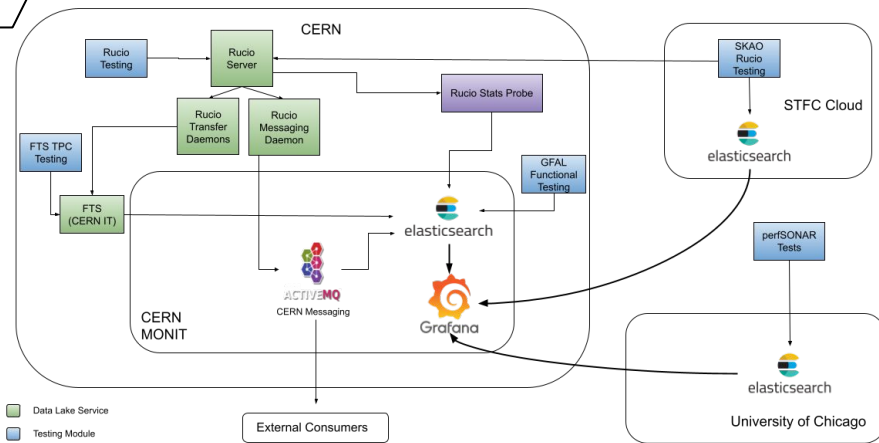 CERN
Rucio
Testing
Rucio
Server
SKAO
Rucio
Testing
Rucio Stats Probe
STFC Cloud
Rucio
Transfer
Daemons
Rucio
Messaging
Daemon
FTS TPC
Testing
elasticsearch
GFAL
Functional
Testing
FTS
(CERN IT)
elasticsearch
perfSONAR
Tests
ACTIVEMQ
CERN Messaging
Grafana
CERN
MONIT
elasticsearch
University of Chicago
External Consumers
Data Lake Service
Testing Module